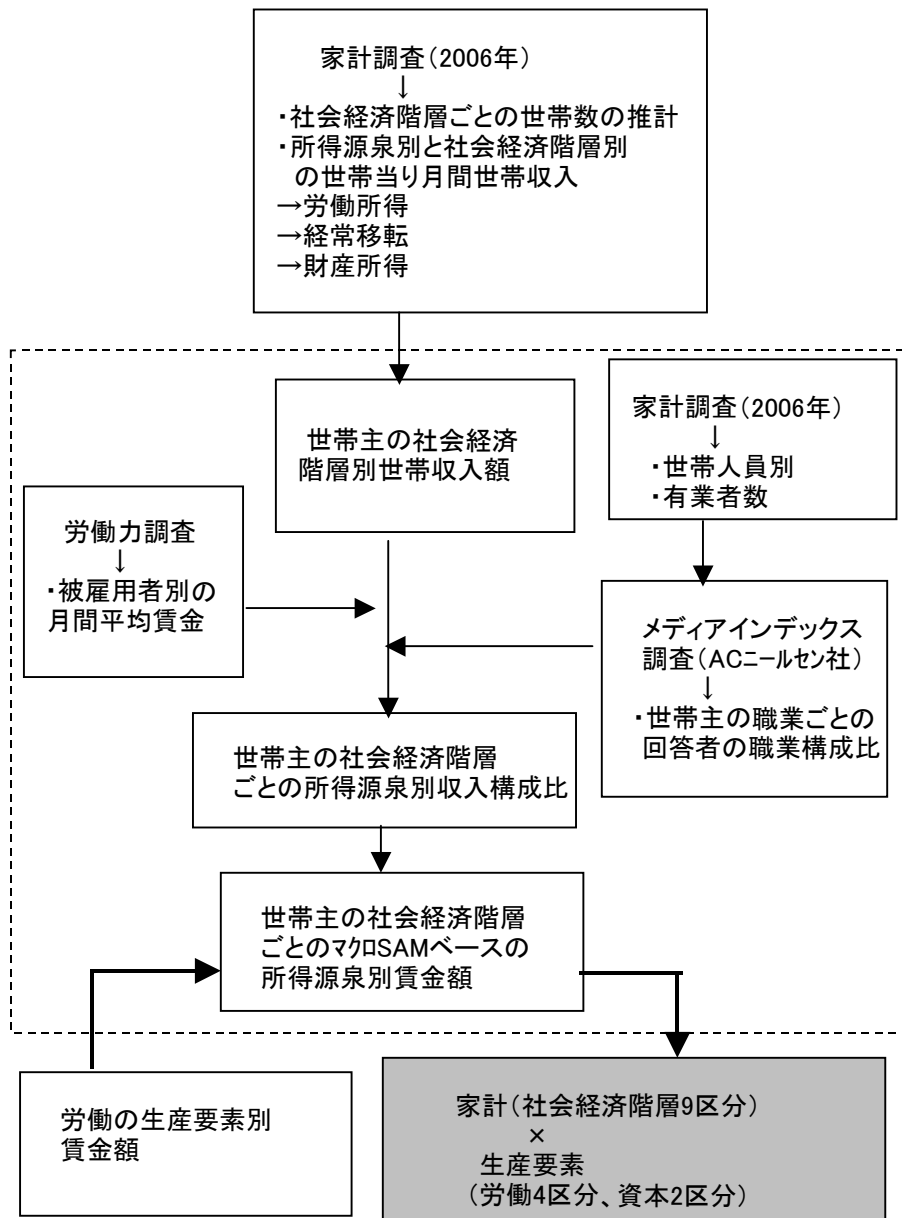 家計調査(2006年)
↓
・社会経済階層ごとの世帯数の推計
・所得源泉別と社会経済階層別
の世帯当り月間世帯収入
→労働所得
→経常移転
→財産所得
世帯主の社会経済
階層別世帯収入額
家計調査(2006年)
↓
・世帯人員別
・有業者数
労働力調査
↓
・被雇用者別の
月間平均賃金
メディアインデックス
調査(ACニールセン社)
↓
・世帯主の職業ごとの
回答者の職業構成比
世帯主の社会経済階層
ごとの所得源泉別収入構成比
世帯主の社会経済階層
ごとのマクロSAMベースの
所得源泉別賃金額
労働の生産要素別
賃金額
家計(社会経済階層9区分)
×
生産要素
(労働4区分、資本2区分)